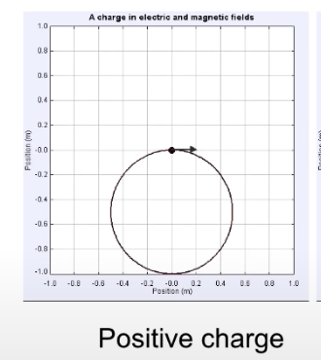 A charge in electric and magnetic fields
1.0
0.8
0.6
0.4
0.2
-0.0
-0.2
-0.4
-0.6
-0.8
-1.0
Position (m)
-1.0 -0.8 -0.6 -0.4 -0.2 -0.0 0.2 0.4 0.6 0.8 1.0
Position (m)
Position (m)
Positive charge